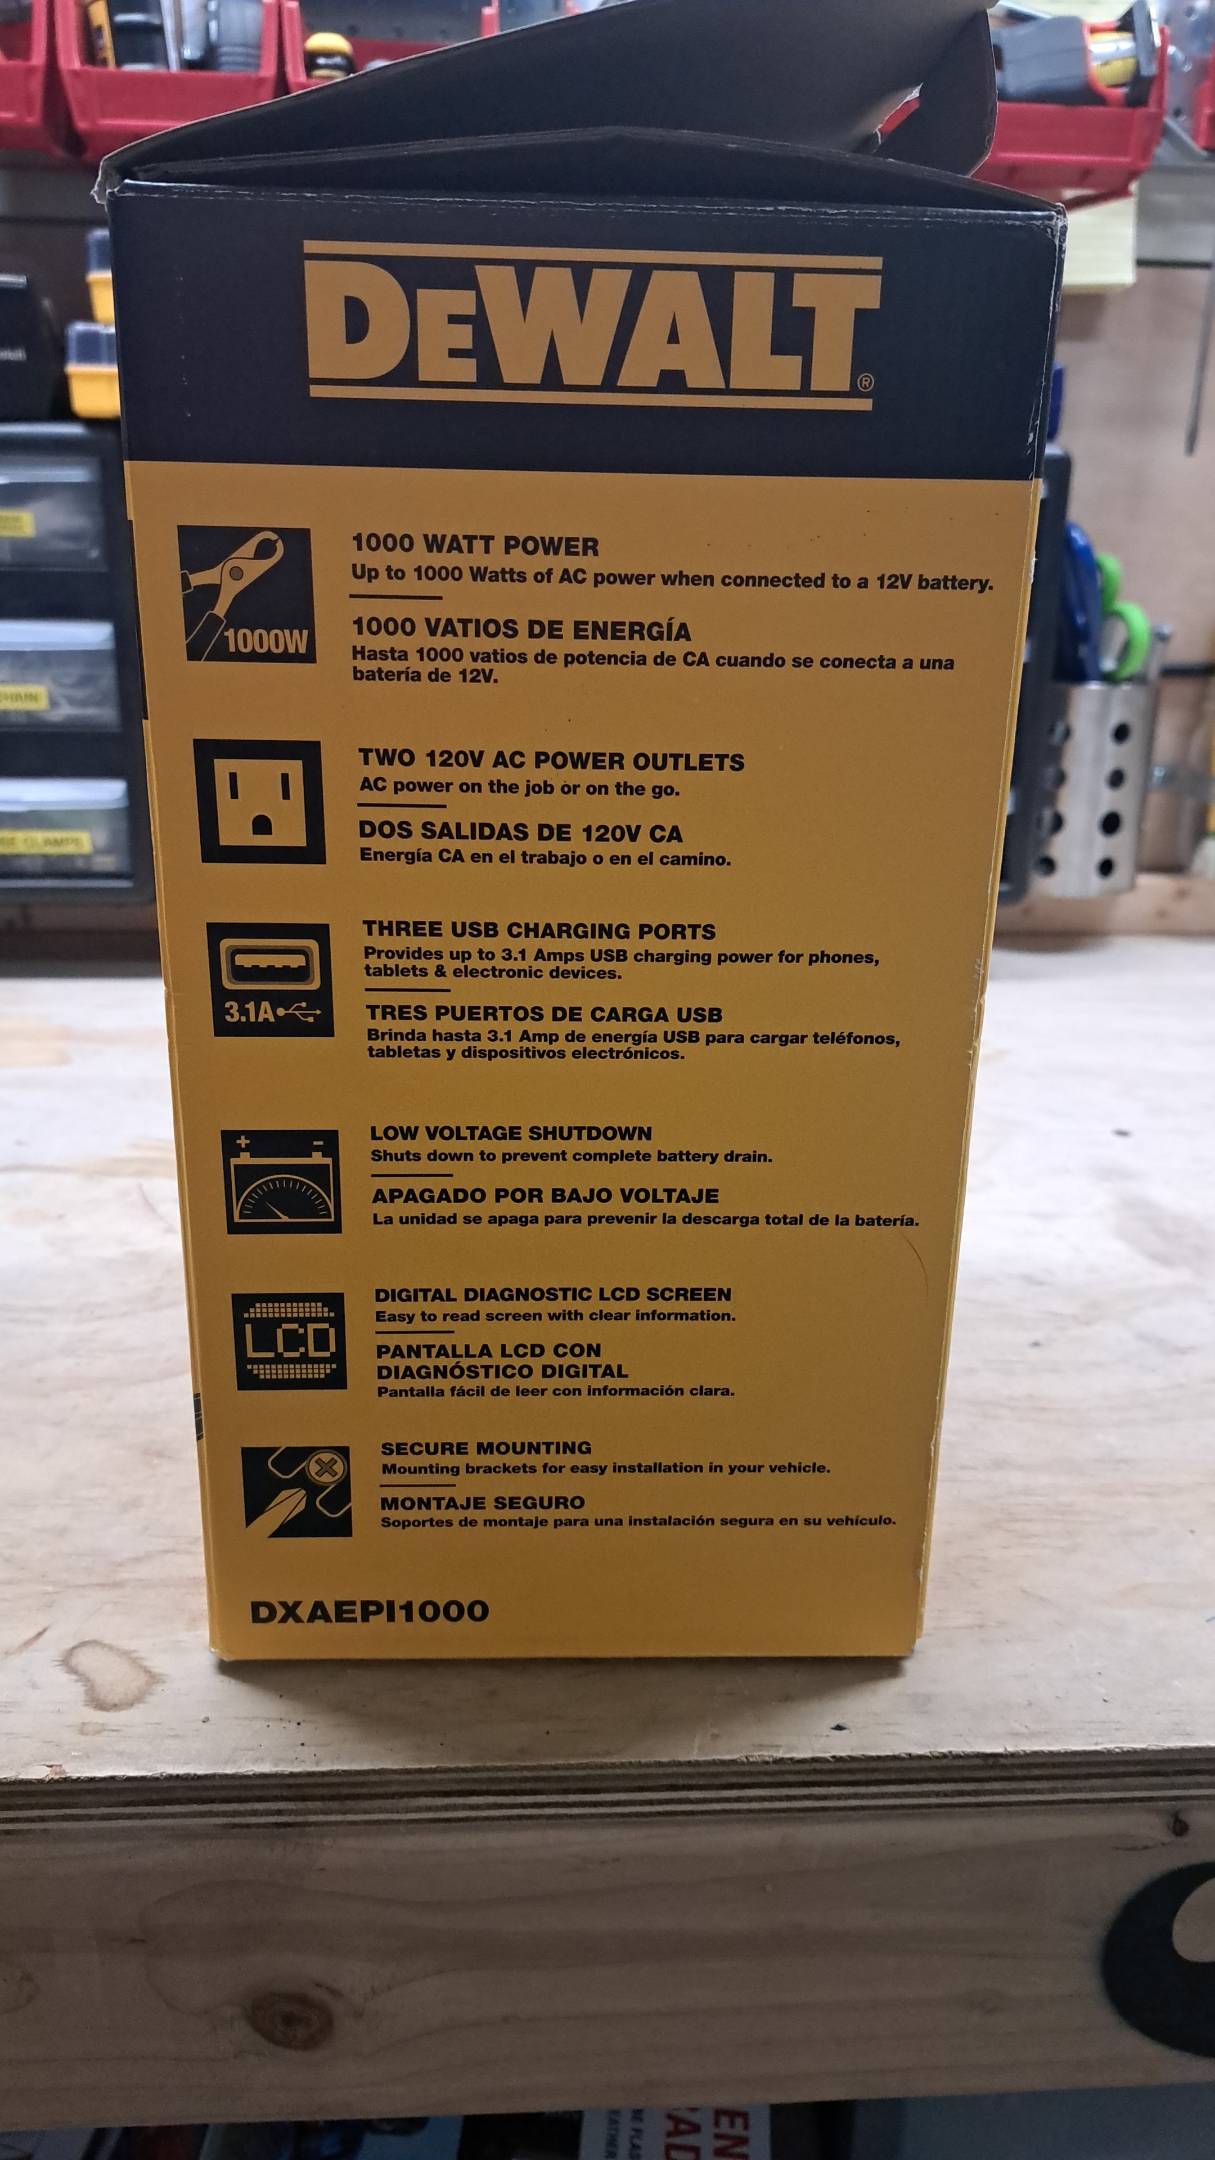 DEWALT®
1000W
1000 WATT POWER
Up to 1000 Watts of AC power when connected to a 12V battery.
1000 VATIOS DE ENERGÍA
Hasta 1000 vatios de potencia de CA cuando se conecta a una
batería de 12V.
TWO 120V AC POWER OUTLETS
AC power on the job or on the go.
DOS SALIDAS DE 120V CA
Energía CA en el trabajo o en el camino.
3.1A
THREE USB CHARGING PORTS
Provides up to 3.1 Amps USB charging power for phones,
tablets & electronic devices.
TRES PUERTOS DE CARGA USB
Brinda hasta 3.1 Amp de energía USB para cargar teléfonos,
tabletas y dispositivos electrónicos.
+ -
LOW VOLTAGE SHUTDOWN
Shuts down to prevent complete battery drain.
APAGADO POR BAJO VOLTAJE
La unidad se apaga para prevenir la descarga total de la batería.
LCD
DIGITAL DIAGNOSTIC LCD SCREEN
Easy to read screen with clear information.
PANTALLA LCD CON
DIAGNÓSTICO DIGITAL
Pantalla fácil de leer con información clara.
SECURE MOUNTING
Mounting brackets for easy installation in your vehicle.
MONTAJE SEGURO
Soportes de montaje para una instalación segura en su vehículo.
DXAEPI1000